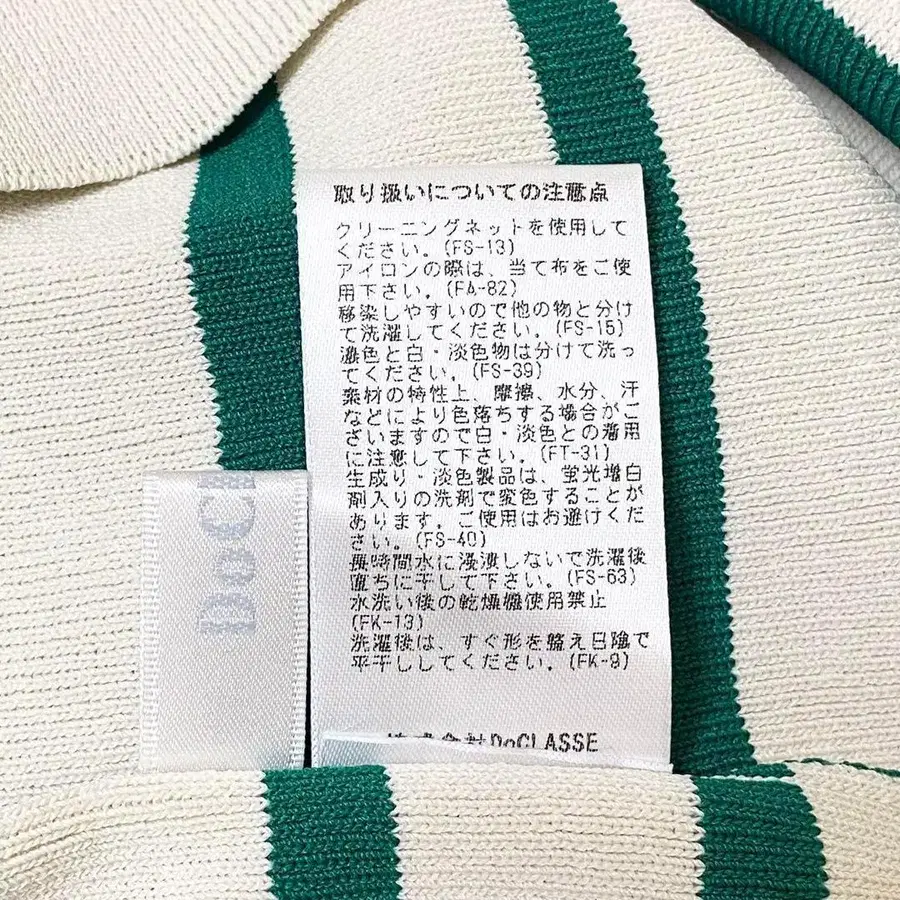 取り扱いについての注意点
クリーニングネットを使用して
ください。(FS-13)
アイロンの際は、当て布をご使
用下さい。(FA-82)
移染しやすいので他の物と分け
て洗濯してください。(FS-15)
濃色と白・淡色物は分けて洗っ
てください。(FS-39)
素材の特性上、摩擦、水分、汗
などにより色落ちする場合がご
ざいますので白・淡色との着用
に注意して下さい。(FT-31)
生成り・淡色製品は、蛍光増白
剤入りの洗剤で変色することが
あります。ご使用はお避けくだ
さい。(FS-40)
長時間水に浸漬しないで洗濯後
直ちに干して下さい。(FS-63)
水洗い後の乾燥機使用禁止
(FK-13)
洗濯後は、すぐ形を整え日陰で
平干ししてください。(FK-9)
株式会社DoCLASSE